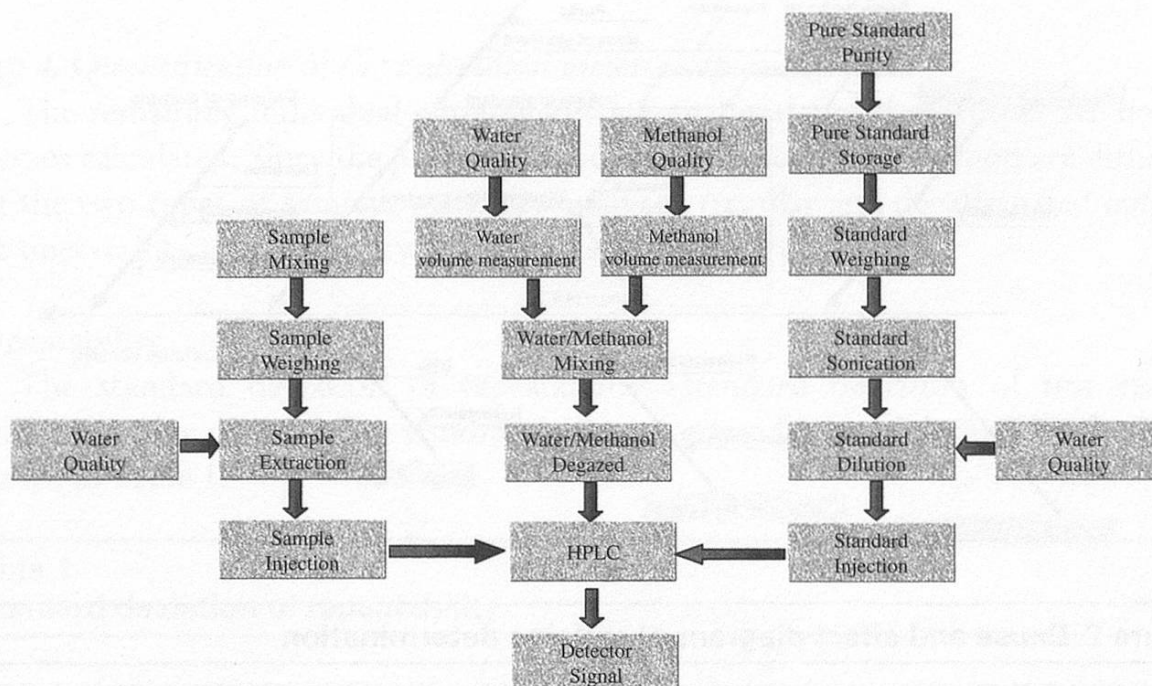 Pure Standard
Purity
Water
Quality
Methanol
Quality
Pure Standard
Storage
Sample
Mixing
Water
volume measurement
Methanol
volume measurement
Standard
Weighing
Sample
Weighing
Water/Methanol
Mixing
Standard
Sonication
Water
Quality
Sample
Extraction
Water/Methanol
Degazed
Standard
Dilution
Water
Quality
Sample
Injection
HPLC
Standard
Injection
Detector
Signal